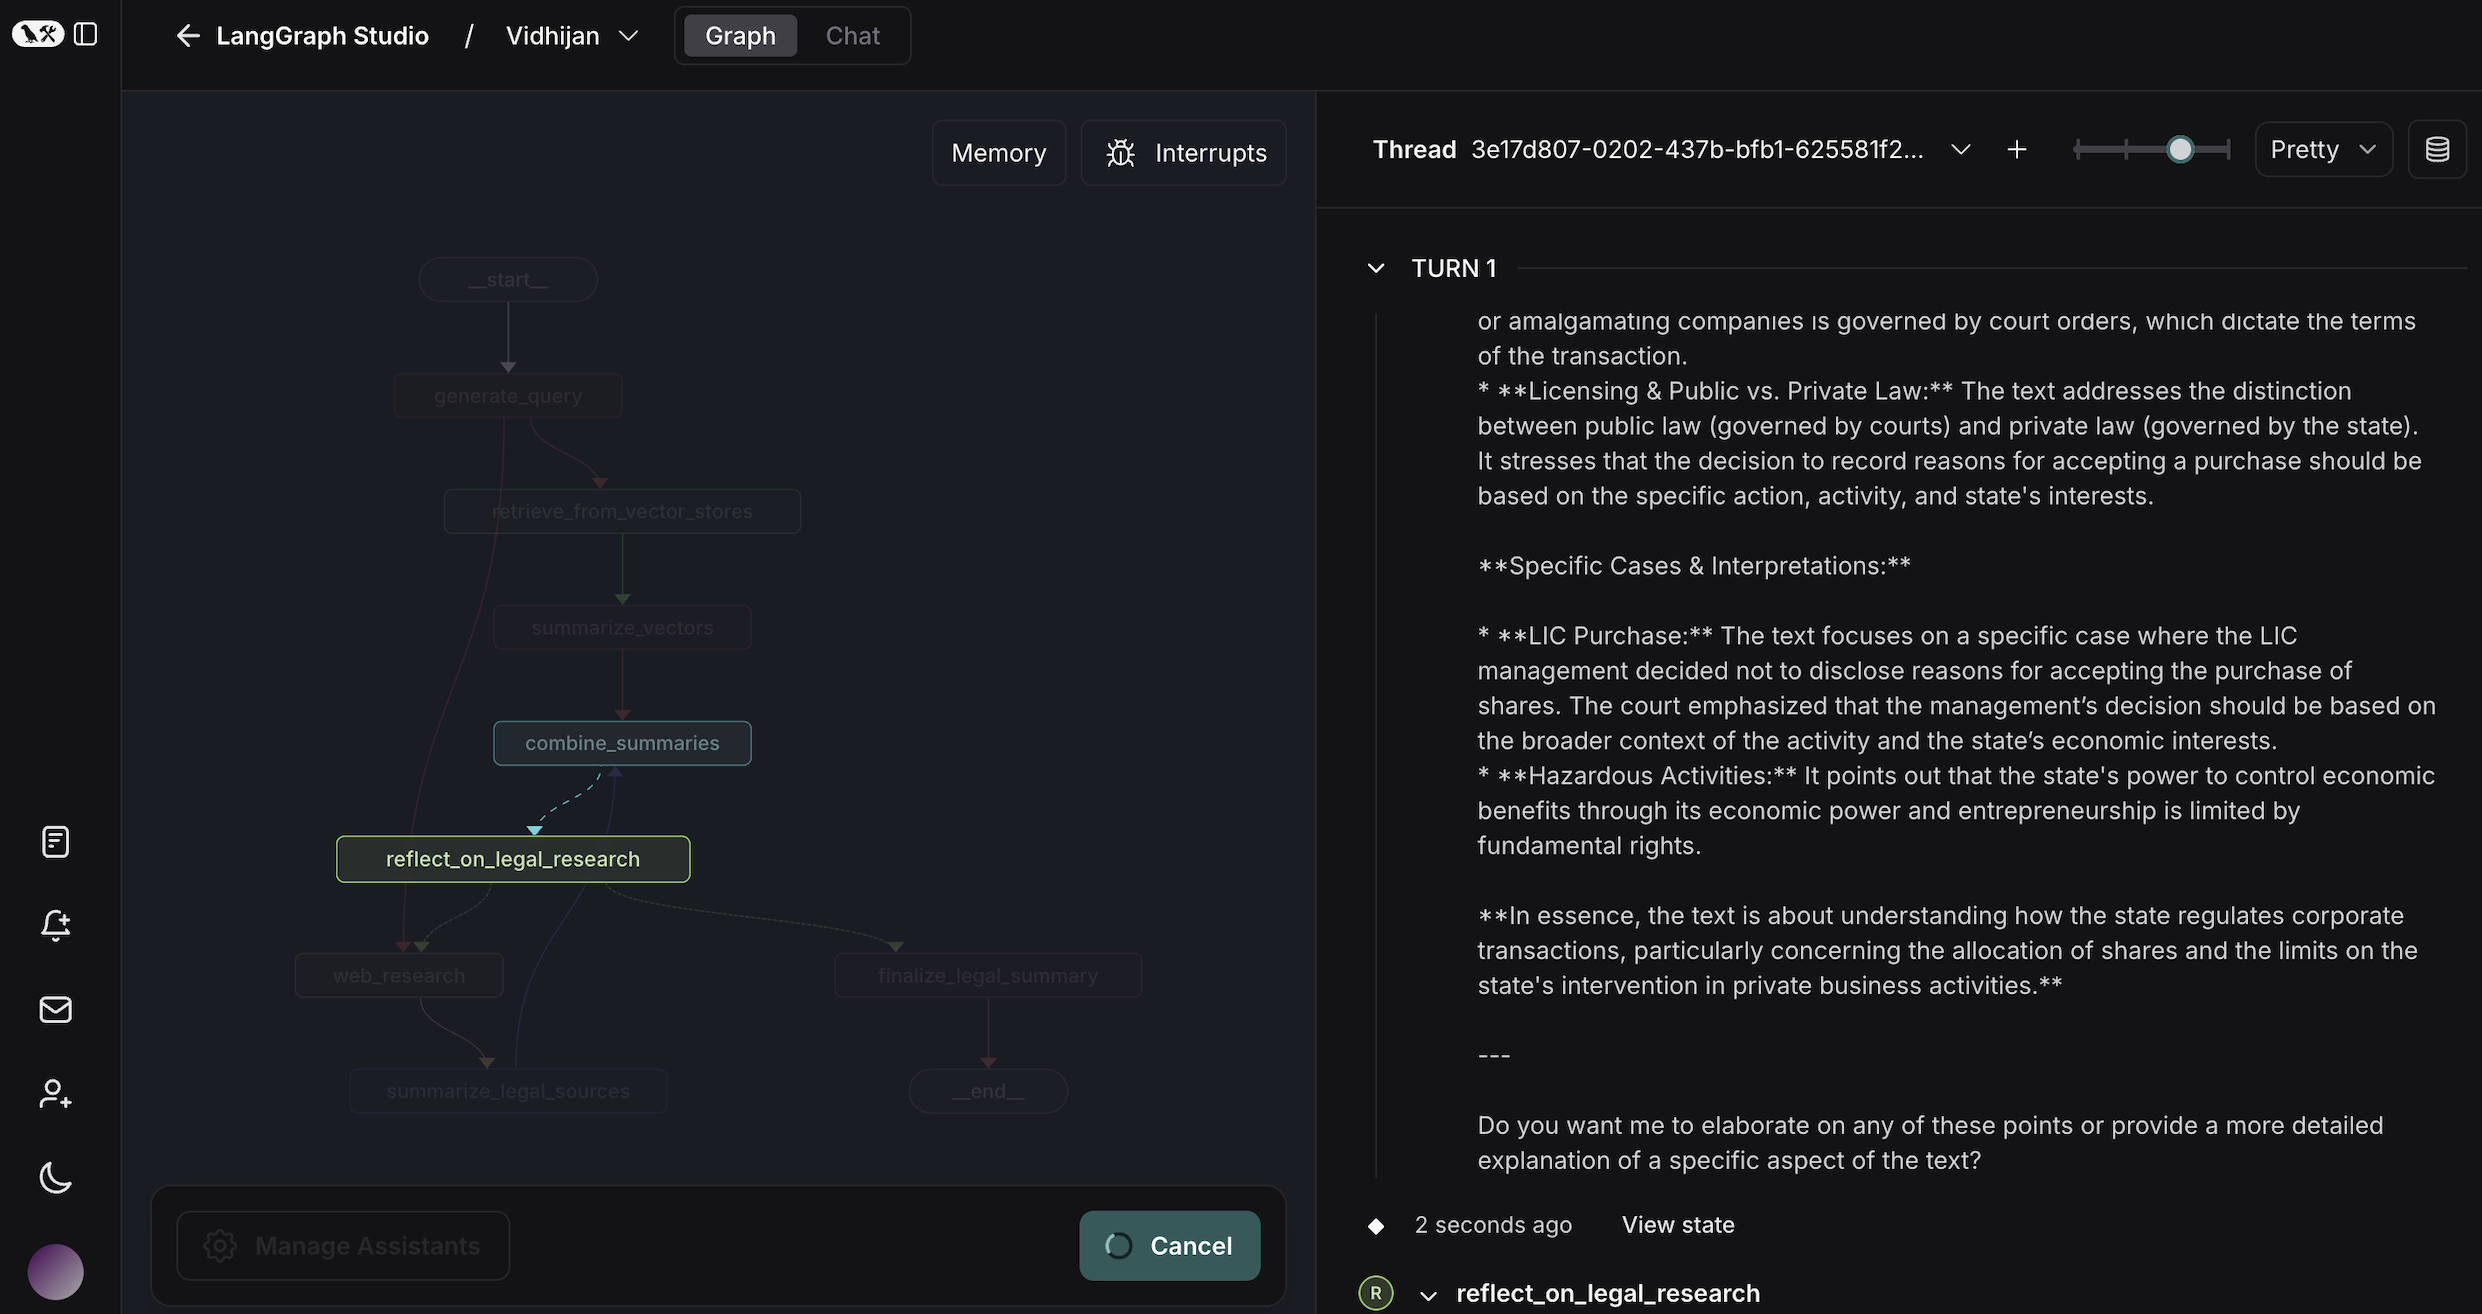 LangGraph Studio / Vidhijan
Graph Chat
Memory
Interrupts
__start__
generate_query
retrieve_from_vector_stores
summarize_vectors
combine_summaries
reflect_on_legal_research
web_research
finalize_legal_summary
summarize_legal_sources
__end__
Manage Assistants
Cancel
Thread 3e17d807-0202-437b-bfb1-625581f2...
Pretty
TURN 1
or amalgamating companies is governed by court orders, which dictate the terms
of the transaction.
* **Licensing & Public vs. Private Law:** The text addresses the distinction
between public law (governed by courts) and private law (governed by the state).
It stresses that the decision to record reasons for accepting a purchase should be
based on the specific action, activity, and state's interests.
**Specific Cases & Interpretations:**
* **LIC Purchase:** The text focuses on a specific case where the LIC
management decided not to disclose reasons for accepting the purchase of
shares. The court emphasized that the management’s decision should be based on
the broader context of the activity and the state’s economic interests.
* **Hazardous Activities:** It points out that the state's power to control economic
benefits through its economic power and entrepreneurship is limited by
fundamental rights.
**In essence, the text is about understanding how the state regulates corporate
transactions, particularly concerning the allocation of shares and the limits on the
state's intervention in private business activities.**
---
Do you want me to elaborate on any of these points or provide a more detailed
explanation of a specific aspect of the text?
2 seconds ago View state
R reflect_on_legal_research